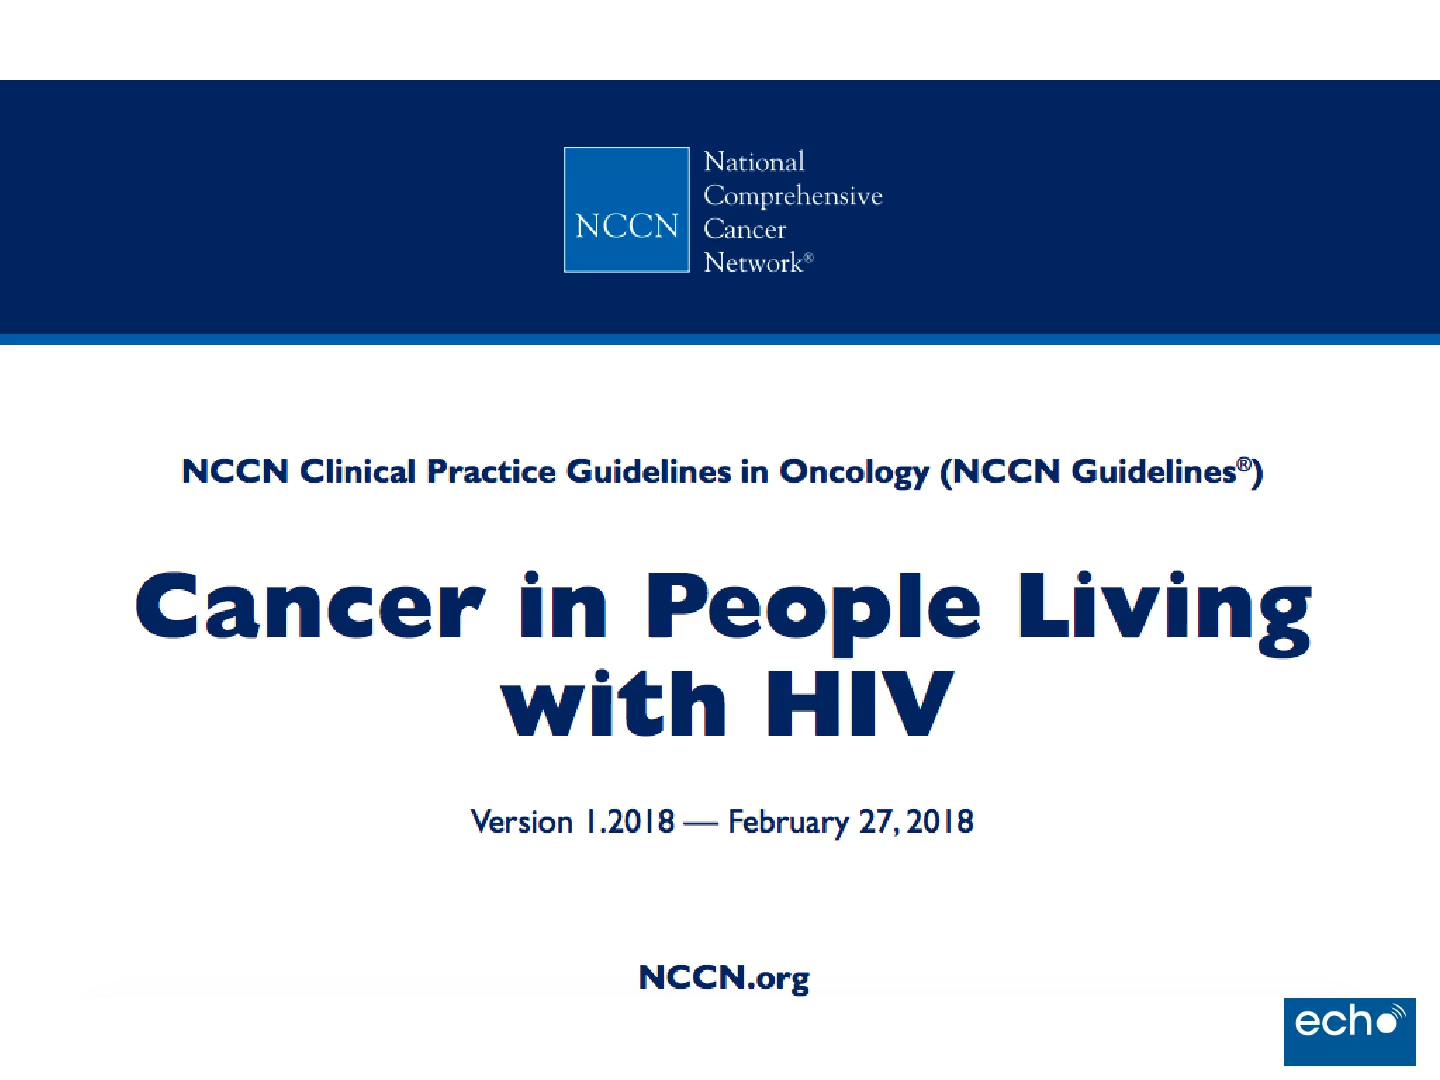 NCCN
National
Comprehensive
Cancer
Network®
NCCN Clinical Practice Guidelines in Oncology (NCCN Guidelines®)
Cancer in People Living
with HIV
Version 1.2018 — February 27, 2018
NCCN.org
echo